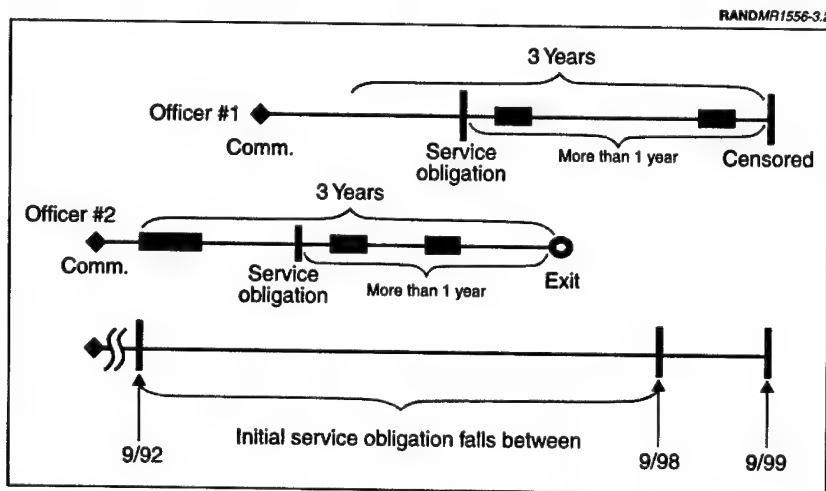 RANDMR1556-3.2
3 Years
Officer #1
Comm.
Service
obligation
More than 1 year
Censored
3 Years
Officer #2
Comm.
Service
obligation
More than 1 year
Exit
Initial service obligation falls between
9/92
9/98
9/99